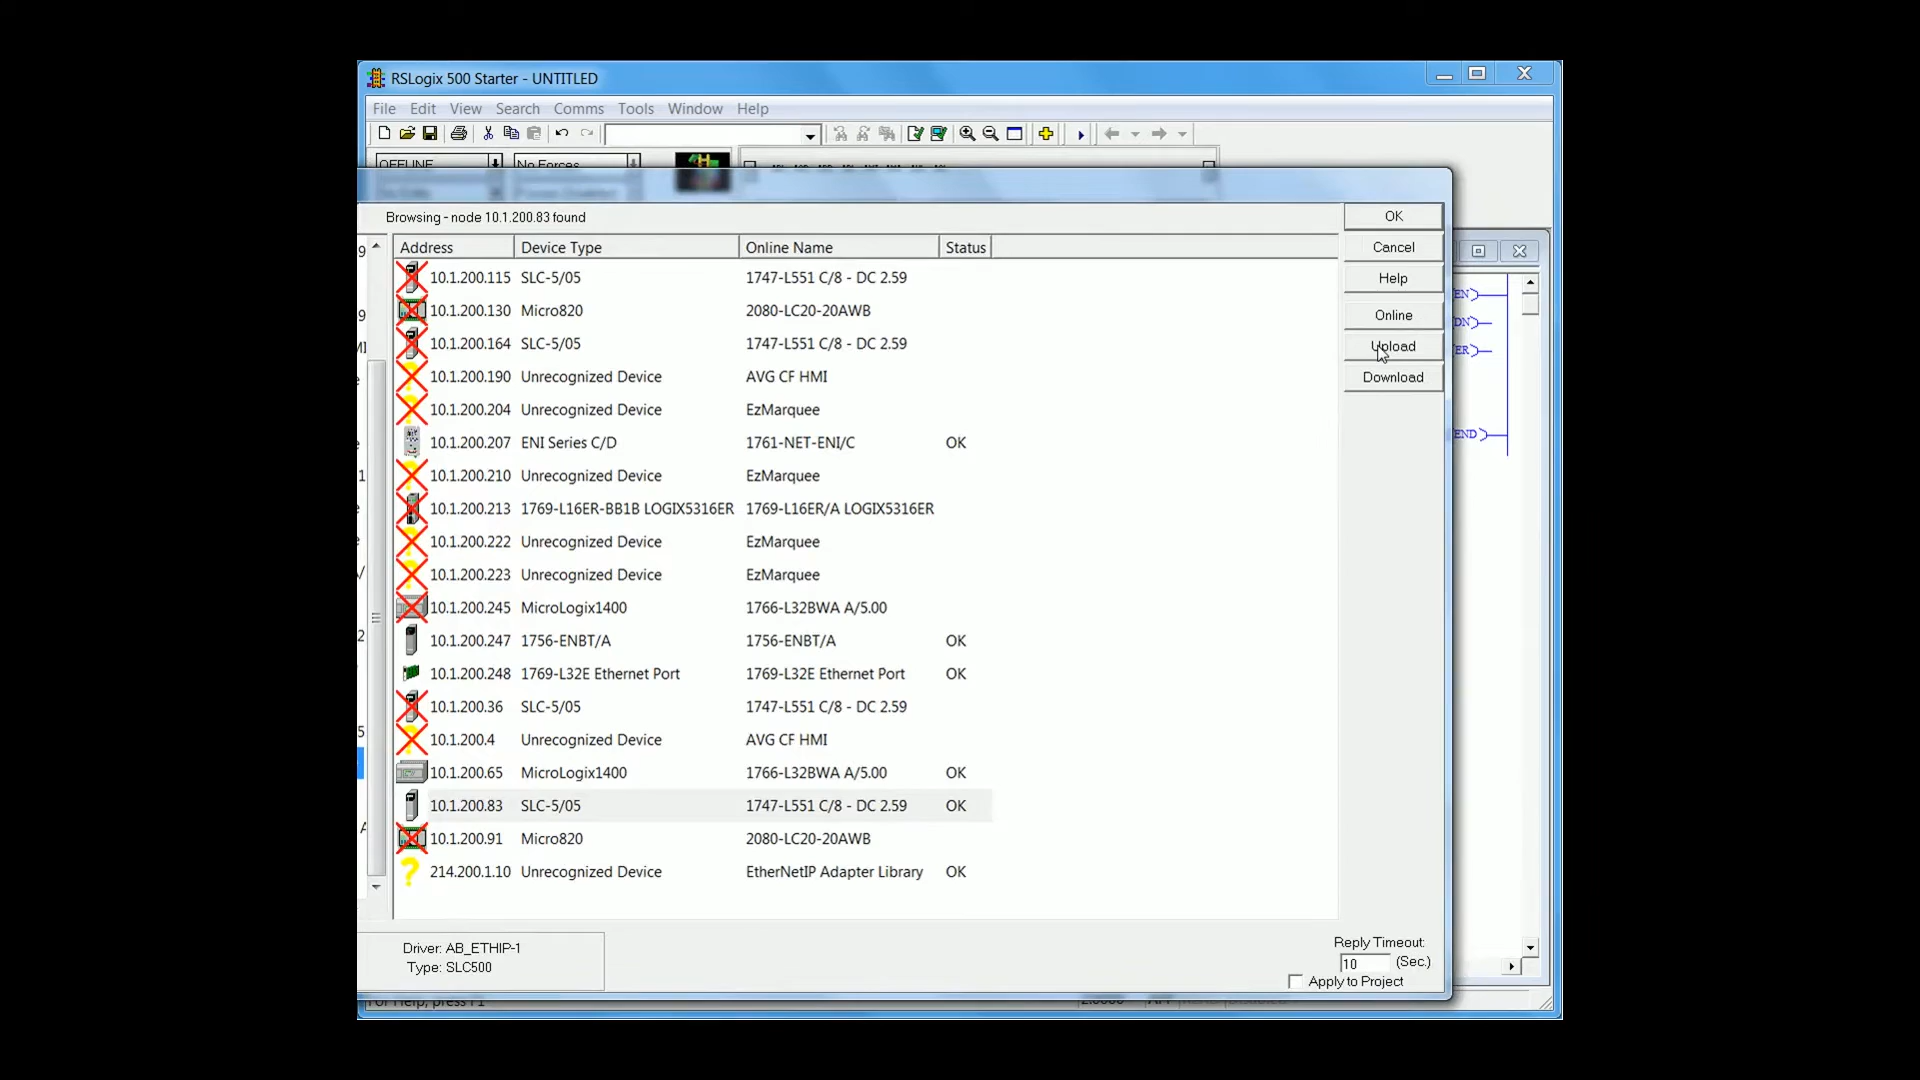 RSLogix 500 Starter - UNTITLED
File Edit View Search Comms Tools Window Help
OFFLINE No Forces
Browsing - node 10.1.200.83 found
OK
Address Device Type Online Name Status
Cancel
10.1.200.115 SLC-5/05 1747-L551 C/8 - DC 2.59
Help
10.1.200.130 Micro820 2080-LC20-20AWB
Online
10.1.200.164 SLC-5/05 1747-L551 C/8 - DC 2.59
Upload
10.1.200.190 Unrecognized Device AVG CF HMI
Download
10.1.200.204 Unrecognized Device EzMarquee
10.1.200.207 ENI Series C/D 1761-NET-ENI/C OK
10.1.200.210 Unrecognized Device EzMarquee
10.1.200.213 1769-L16ER-BB1B LOGIX5316ER 1769-L16ER/A LOGIX5316ER
10.1.200.222 Unrecognized Device EzMarquee
10.1.200.223 Unrecognized Device EzMarquee
10.1.200.245 MicroLogix1400 1766-L32BWA A/5.00
10.1.200.247 1756-ENBT/A 1756-ENBT/A OK
10.1.200.248 1769-L32E Ethernet Port 1769-L32E Ethernet Port OK
10.1.200.36 SLC-5/05 1747-L551 C/8 - DC 2.59
10.1.200.4 Unrecognized Device AVG CF HMI
10.1.200.65 MicroLogix1400 1766-L32BWA A/5.00 OK
10.1.200.83 SLC-5/05 1747-L551 C/8 - DC 2.59 OK
10.1.200.91 Micro820 2080-LC20-20AWB
214.200.1.10 Unrecognized Device EtherNetIP Adapter Library OK
EN
DN
ER
END
Driver: AB_ETHIP-1
Type: SLC500
Reply Timeout:
10 (Sec.)
Apply to Project
For Help, press F1